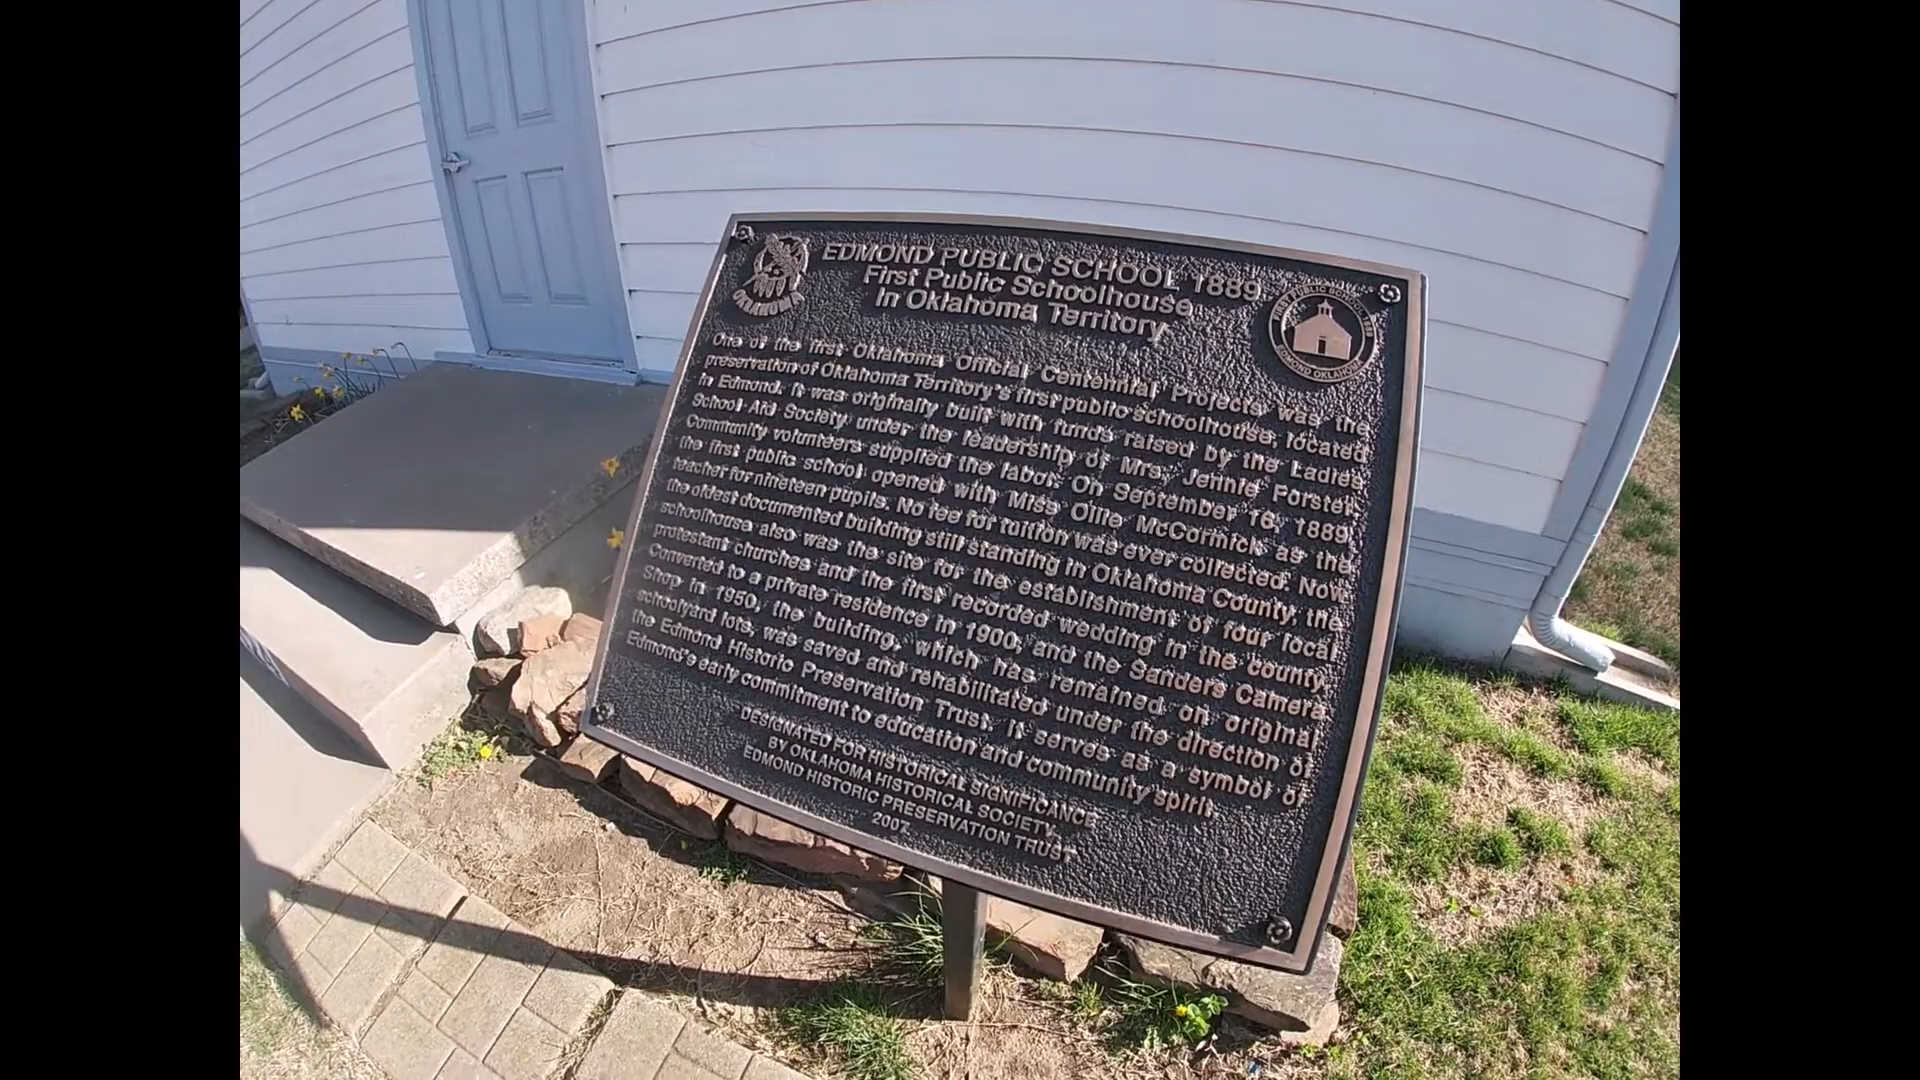 EDMOND PUBLIC SCHOOL 1889
First Public Schoolhouse
In Oklahoma Territory
OKLAHOMA
FIRST PUBLIC SCHOOL 1889
EDMOND OKLAHOMA
One of the first Oklahoma Official Centennial Projects was the
preservation of Oklahoma Territory's first public schoolhouse, located
in Edmond. It was originally built with funds raised by the Ladies
School Aid Society under the leadership of Mrs. Jennie Forster.
Community volunteers supplied the labor. On September 16, 1889,
the first public school opened with Miss Ollie McCormick as the
teacher for nineteen pupils. No fee for tuition was ever collected. Now
the oldest documented building still standing in Oklahoma County, the
schoolhouse also was the site for the establishment of four local
protestant churches and the first recorded wedding in the county.
Converted to a private residence in 1900, and the Sanders Camera
Shop in 1950, the building, which has remained on original
schoolyard lots, was saved and rehabilitated under the direction of
the Edmond Historic Preservation Trust. It serves as a symbol of
Edmond's early commitment to education and community spirit.
DESIGNATED FOR HISTORICAL SIGNIFICANCE
BY OKLAHOMA HISTORICAL SOCIETY
EDMOND HISTORIC PRESERVATION TRUST
2007